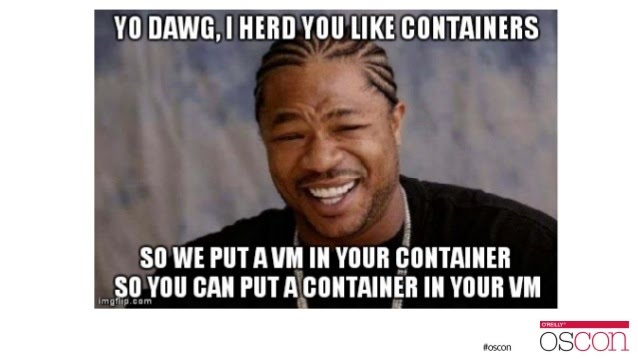 YO DAWG, I HERD YOU LIKE CONTAINERS
SO WE PUT A VM IN YOUR CONTAINER
SO YOU CAN PUT A CONTAINER IN YOUR VM
imgflip.com
O'REILLY®
#oscon
oscon